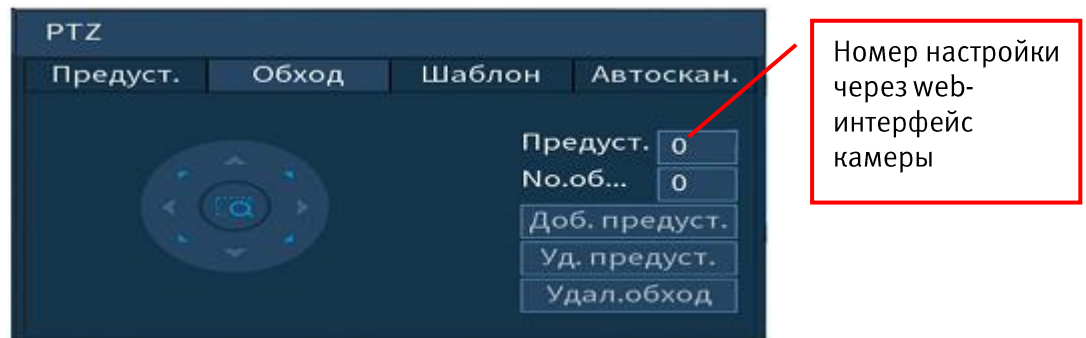 PTZ
Предуст. Обход Шаблон Автоскан.
Предуст. 0
No.об... 0
Доб. предуст.
Уд. предуст.
Удал.обход
Номер настройки
через web-
интерфейс
камеры